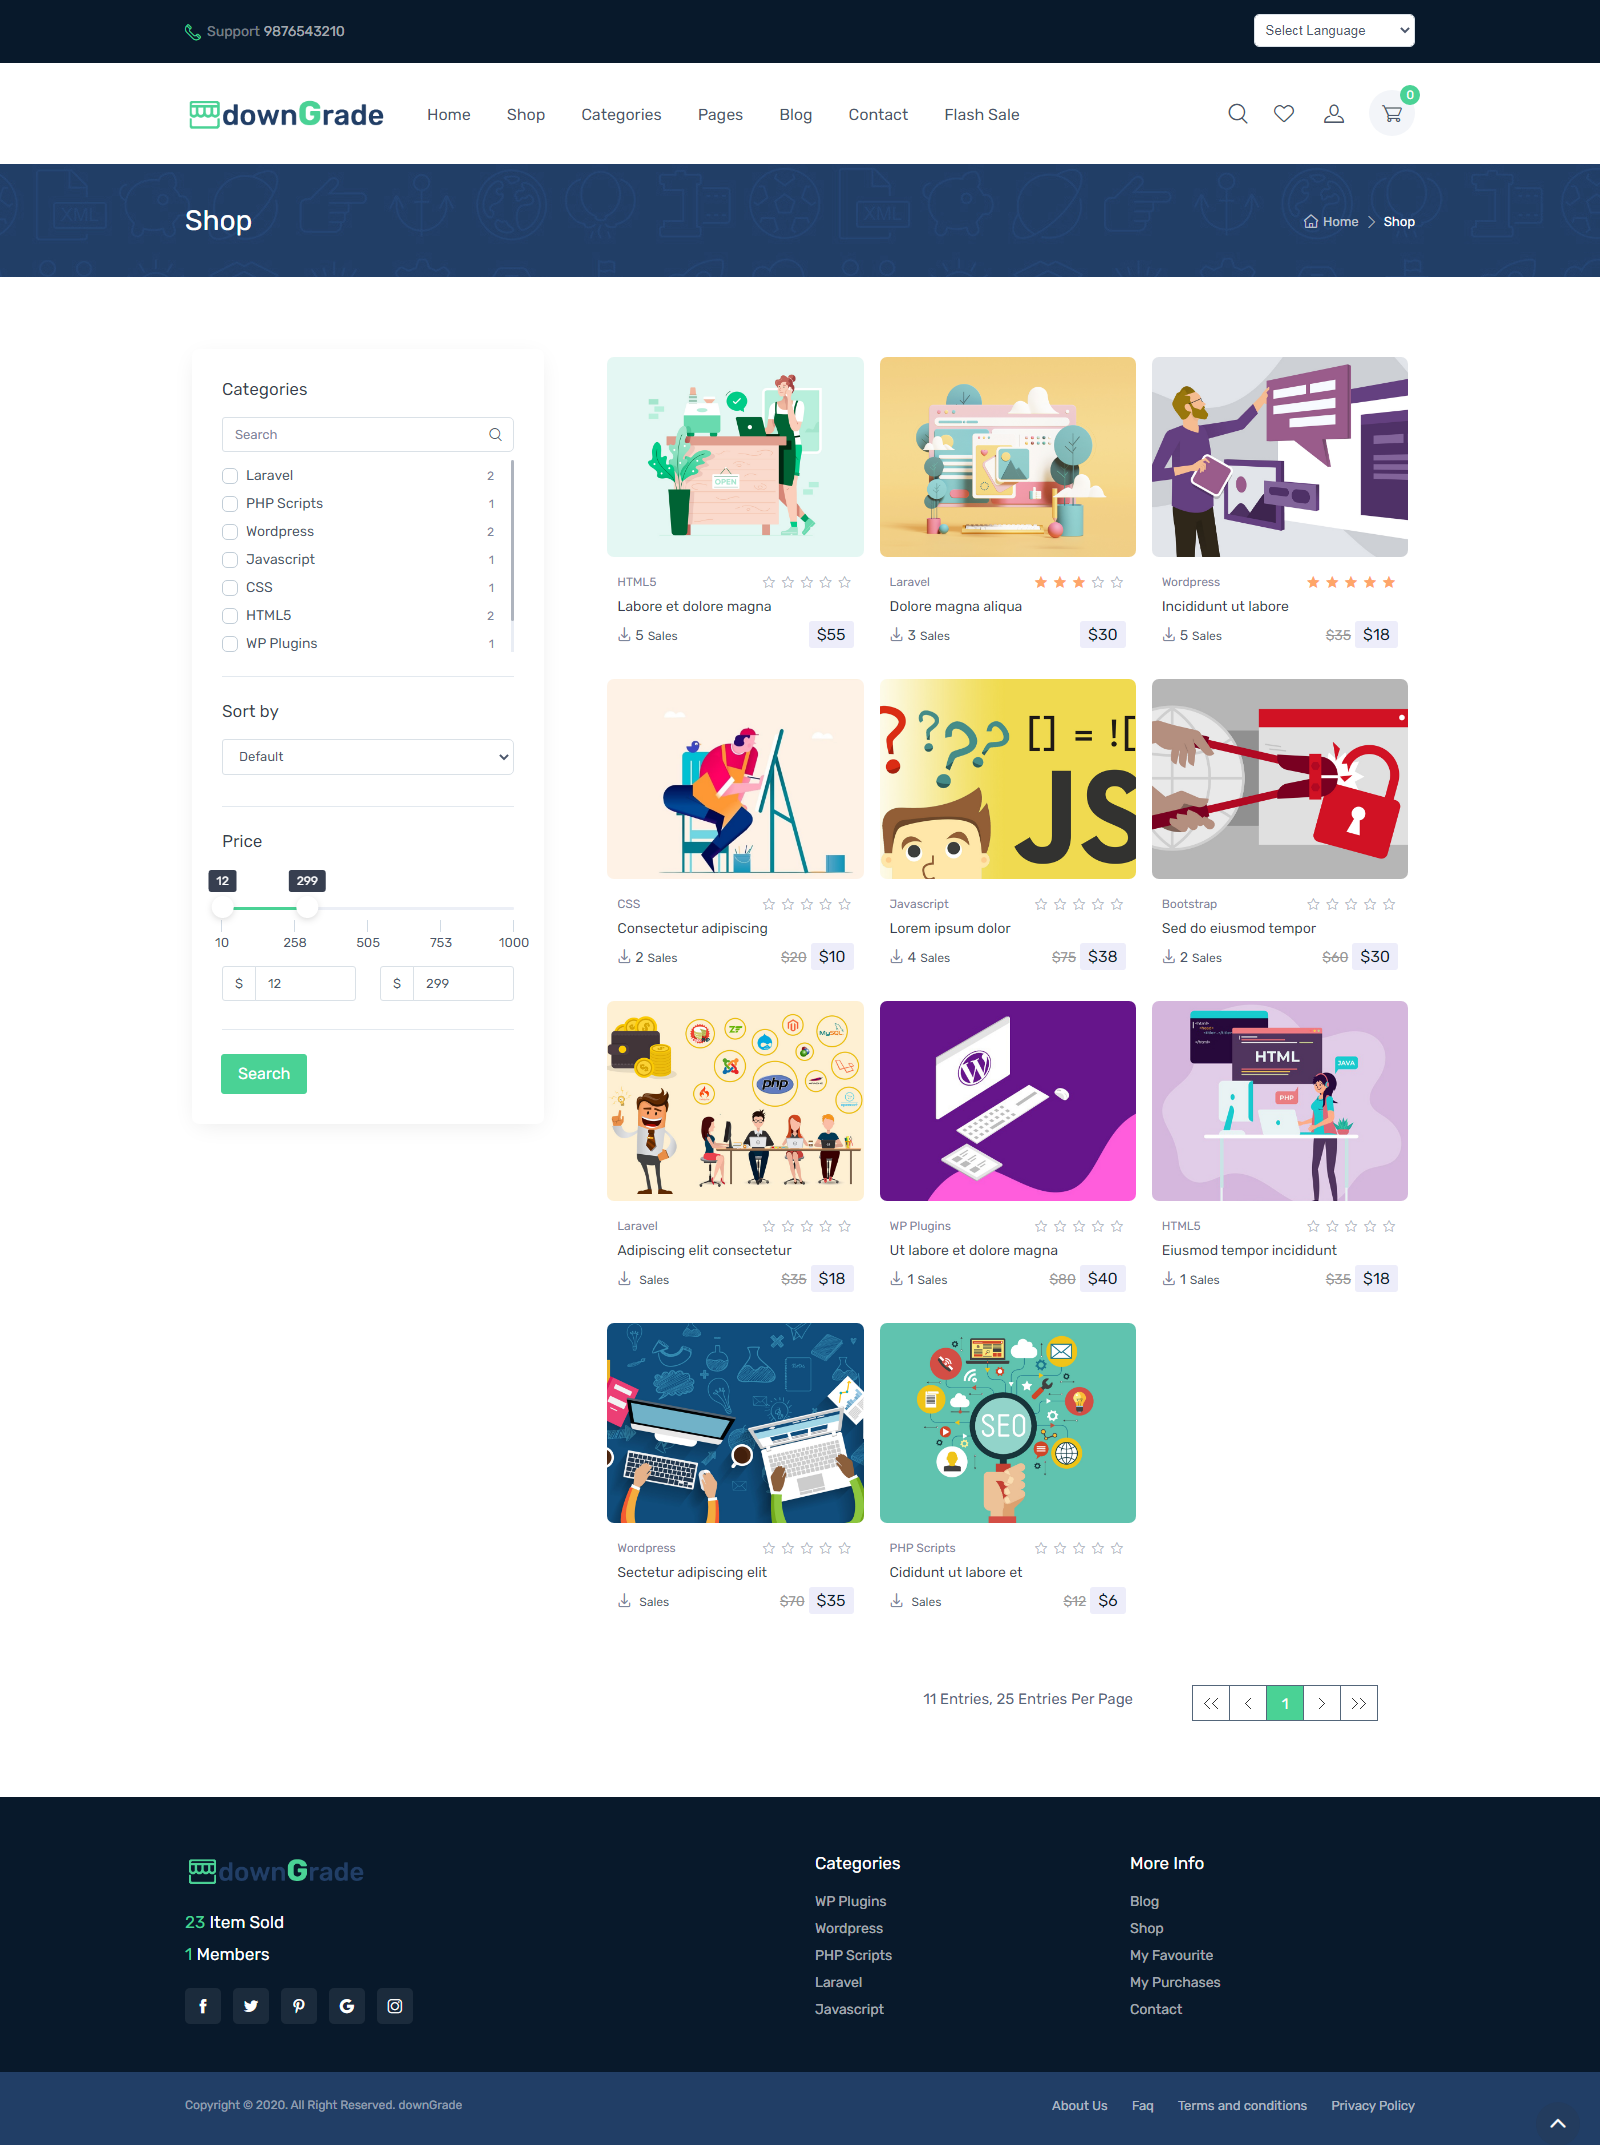 Support 9876543210
Select Language
downGrade
Home
Shop
Categories
Pages
Blog
Contact
Flash Sale
0
Shop
Home
Shop
Categories
Search
Laravel 2
PHP Scripts 1
Wordpress 2
Javascript 1
CSS 1
HTML5 2
WP Plugins 1
Sort by
Default
Price
12 299
10 258 505 753 1000
$ 12 $ 299
Search
OPEN
HTML5
Labore et dolore magna
5 Sales $55
Laravel
Dolore magna aliqua
3 Sales $30
Wordpress
Incididunt ut labore
5 Sales $35 $18
CSS
Consectetur adipiscing
2 Sales $20 $10
? ? ? ? [] = ![
JS
Javascript
Lorem ipsum dolor
4 Sales $75 $38
Bootstrap
Sed do eiusmod tempor
2 Sales $60 $30
ZF
MySQL
php
Laravel
Adipiscing elit consectetur
Sales $35 $18
W
WP Plugins
Ut labore et dolore magna
1 Sales $80 $40
HTML
JAVA
PHP
HTML5
Eiusmod tempor incididunt
1 Sales $35 $18
Wordpress
Sectetur adipiscing elit
Sales $70 $35
SEO
PHP Scripts
Cididunt ut labore et
Sales $12 $6
11 Entries, 25 Entries Per Page
<< < 1 > >>
downGrade
23 Item Sold
1 Members
Categories
WP Plugins
Wordpress
PHP Scripts
Laravel
Javascript
More Info
Blog
Shop
My Favourite
My Purchases
Contact
Copyright © 2020. All Right Reserved. downGrade
About Us
Faq
Terms and conditions
Privacy Policy